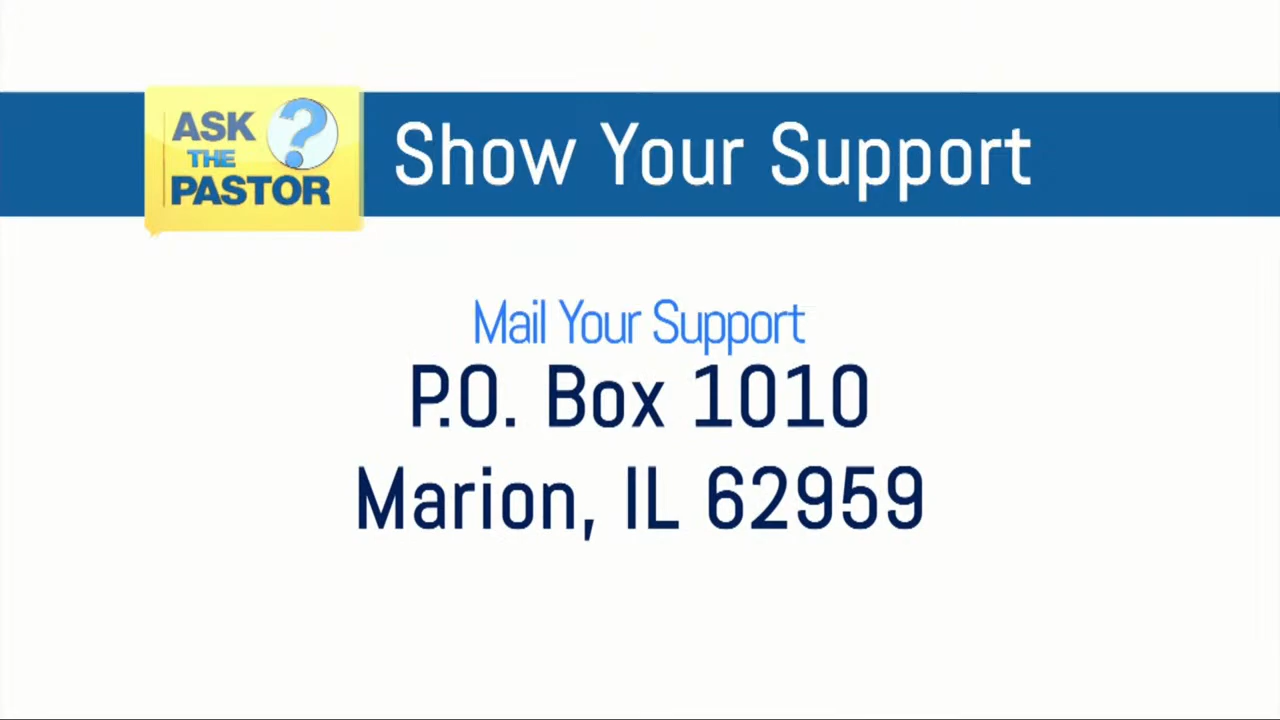 ASK
THE
PASTOR
?
Show Your Support
Mail Your Support
P.O. Box 1010
Marion, IL 62959